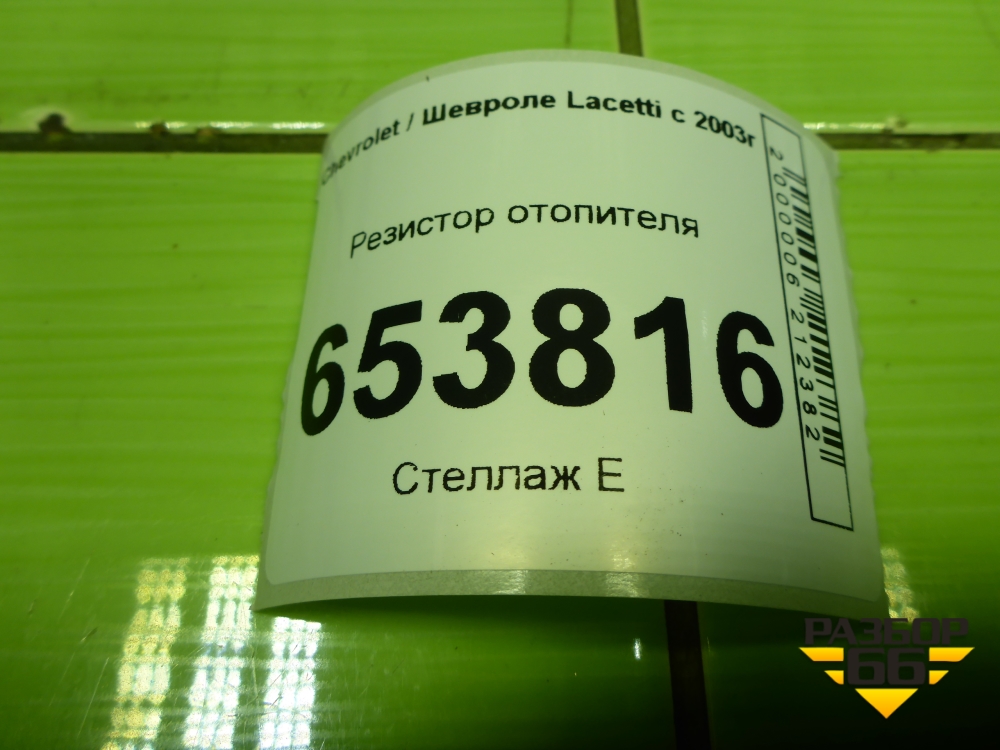 Chevrolet / Шевроле Lacetti с 2003г
Резистор отопителя
653816
Стеллаж Е
2000006212382
РАЗБОР
66